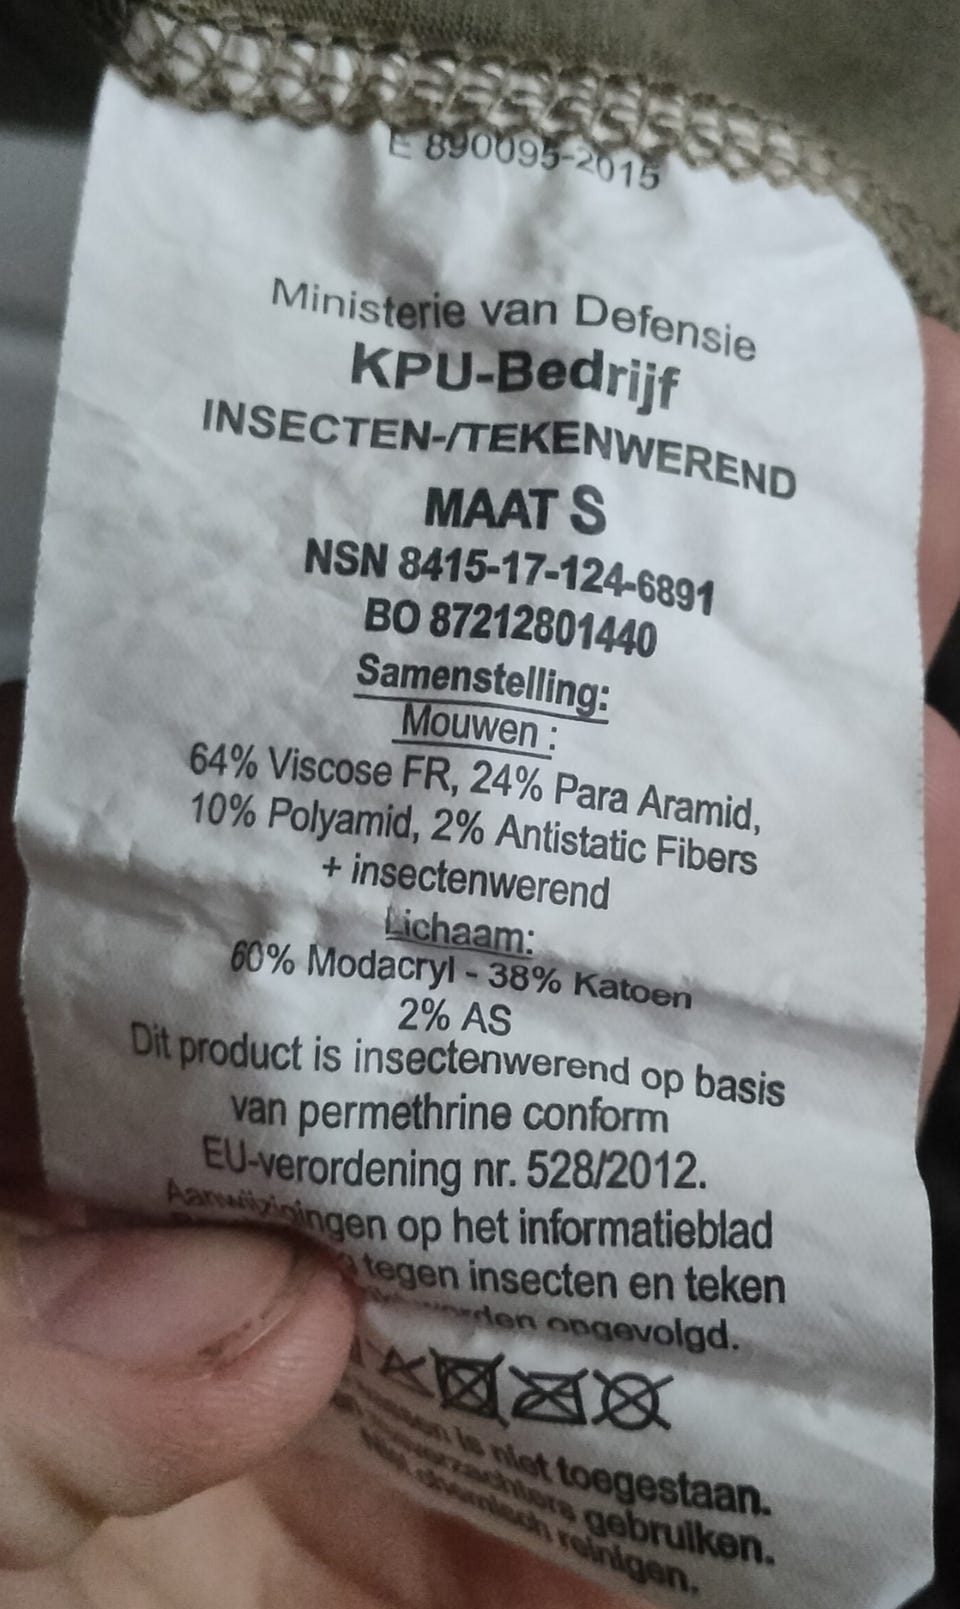 E 890095-2015
Ministerie van Defensie
KPU-Bedrijf
INSECTEN-/TEKENWEREND
MAAT S
NSN 8415-17-124-6891
BO 87212801440
Samenstelling:
Mouwen :
64% Viscose FR, 24% Para Aramid,
10% Polyamid, 2% Antistatic Fibers
+ insectenwerend
Lichaam:
60% Modacryl - 38% Katoen
2% AS
Dit product is insectenwerend op basis
van permethrine conform
EU-verordening nr. 528/2012.
Aanwijzigingen op het informatieblad
tegen insecten en teken
opgevolgd.
is niet toegestaan.
gebruiken.
chemisch reinigen.